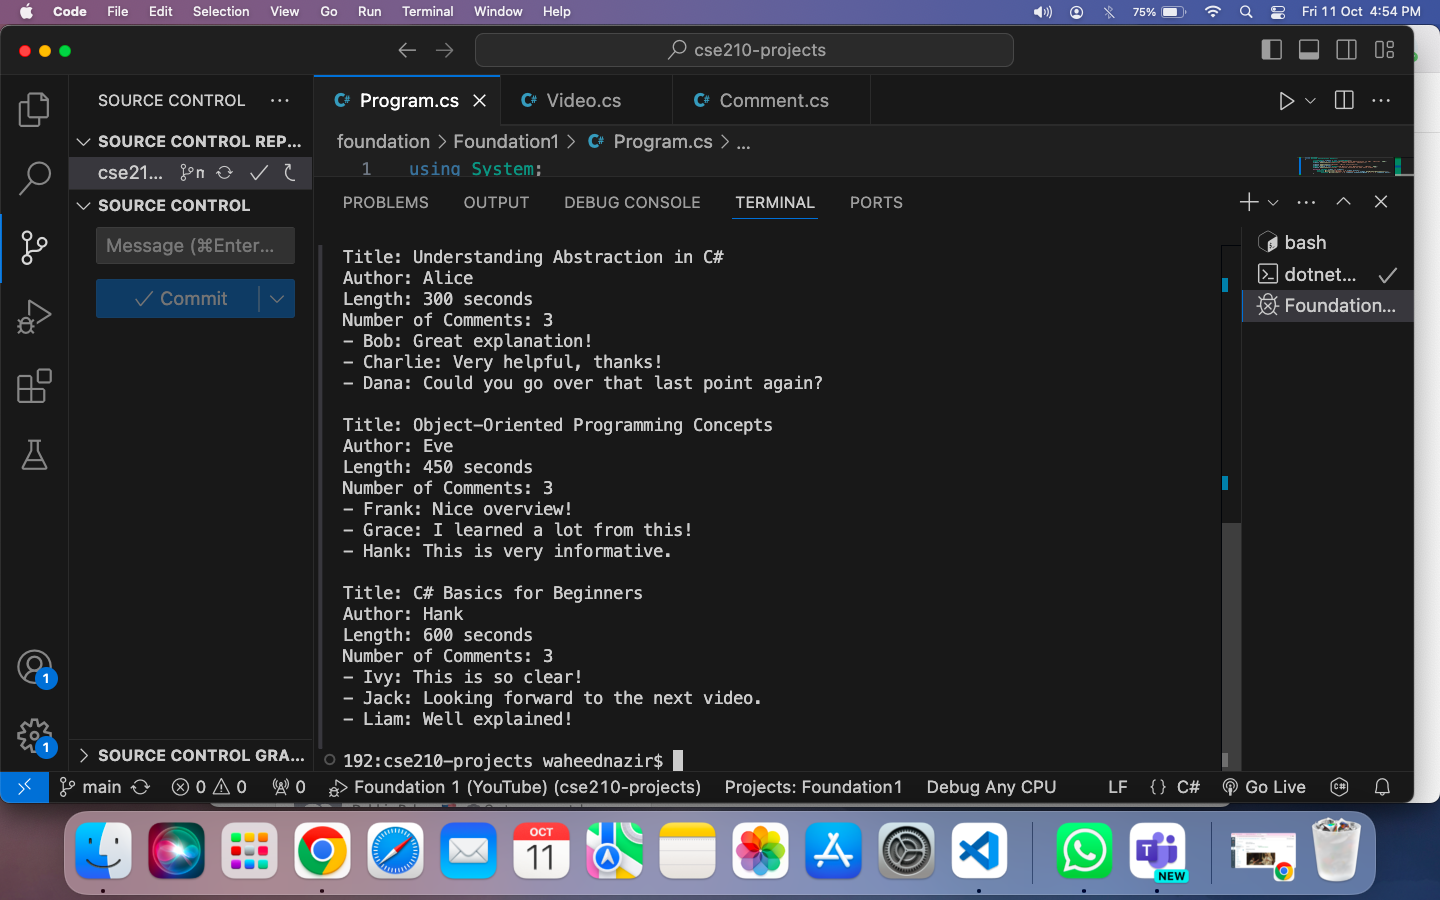 Code File Edit Selection View Go Run Terminal Window Help 75% Fri 11 Oct 4:54 PM
cse210-projects
SOURCE CONTROL
Program.cs Video.cs Comment.cs
SOURCE CONTROL REP...
foundation > Foundation1 > Program.cs > ...
1 using System;
cse21... n
SOURCE CONTROL
PROBLEMS OUTPUT DEBUG CONSOLE TERMINAL PORTS
Message (⌘Enter...
Commit
bash
dotnet...
Foundation...
Title: Understanding Abstraction in C#
Author: Alice
Length: 300 seconds
Number of Comments: 3
- Bob: Great explanation!
- Charlie: Very helpful, thanks!
- Dana: Could you go over that last point again?
Title: Object-Oriented Programming Concepts
Author: Eve
Length: 450 seconds
Number of Comments: 3
- Frank: Nice overview!
- Grace: I learned a lot from this!
- Hank: This is very informative.
Title: C# Basics for Beginners
Author: Hank
Length: 600 seconds
Number of Comments: 3
- Ivy: This is so clear!
- Jack: Looking forward to the next video.
- Liam: Well explained!
1
1
SOURCE CONTROL GRA...
192:cse210-projects waheednazir$
main 0 0 0 Foundation 1 (YouTube) (cse210-projects) Projects: Foundation1 Debug Any CPU LF {} C# Go Live
OCT
11
NEW